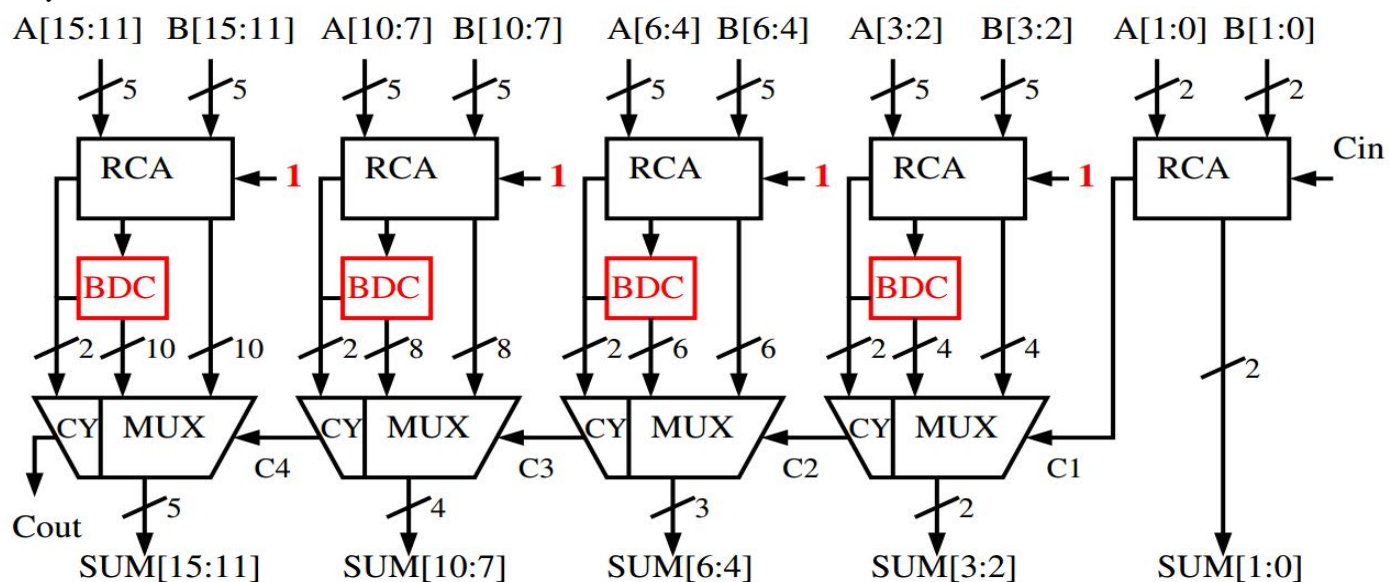 A[15:11] B[15:11] A[10:7] B[10:7] A[6:4] B[6:4] A[3:2] B[3:2] A[1:0] B[1:0]
5 5 5 5 5 5 5 5 2 2
RCA 1 RCA 1 RCA 1 RCA 1 RCA Cin
BDC BDC BDC BDC
2 10 10 2 8 8 2 6 6 2 4 4 2
CY MUX CY MUX CY MUX CY MUX
C4 C3 C2 C1
5 4 3 2
Cout
SUM[15:11] SUM[10:7] SUM[6:4] SUM[3:2] SUM[1:0]